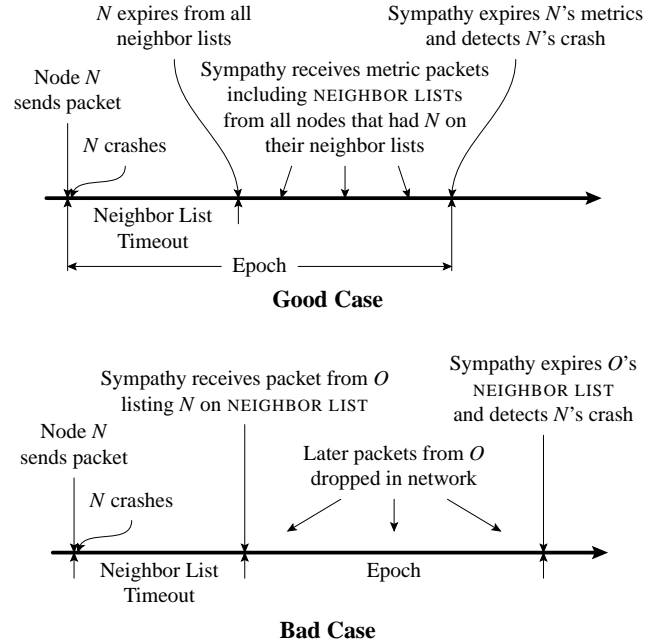 N expires from all
neighbor lists
Sympathy expires N's metrics
and detects N's crash
Node N
sends packet
Sympathy receives metric packets
including NEIGHBOR LISTS
from all nodes that had N on
their neighbor lists
N crashes
Neighbor List
Timeout
Epoch
Good Case
Sympathy receives packet from O
listing N on NEIGHBOR LIST
Sympathy expires O's
NEIGHBOR LIST
and detects N's crash
Node N
sends packet
Later packets from O
dropped in network
N crashes
Neighbor List
Timeout
Epoch
Bad Case